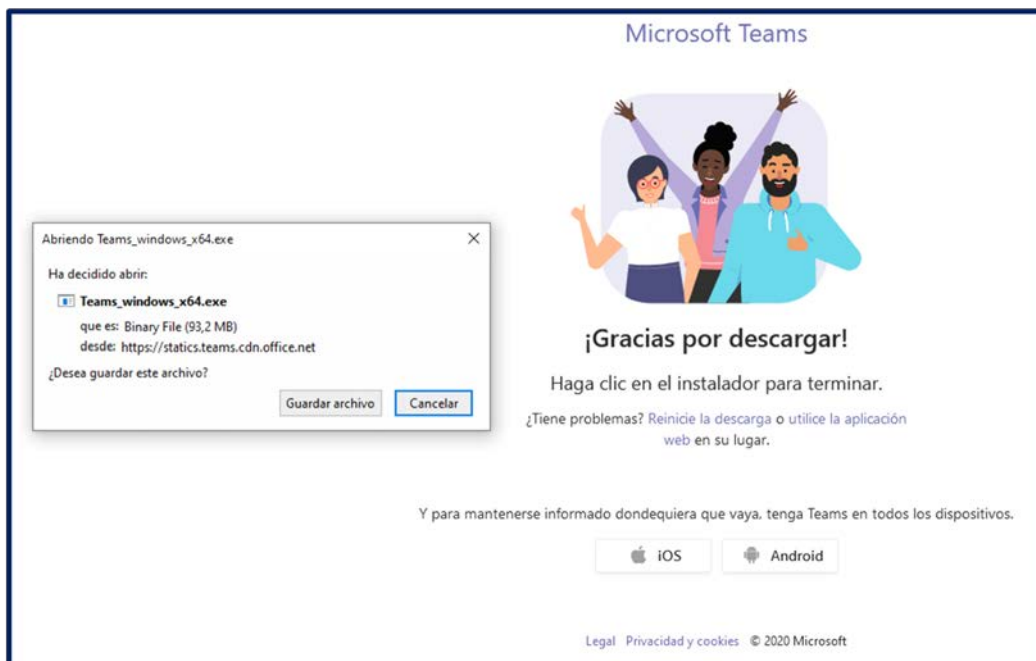 Microsoft Teams
Abriendo Teams_windows_x64.exe
Ha decidido abrir:
Teams_windows_x64.exe
que es: Binary File (93,2 MB)
desde: https://statics.teams.cdn.office.net
¿Desea guardar este archivo?
Guardar archivo Cancelar
¡Gracias por descargar!
Haga clic en el instalador para terminar.
¿Tiene problemas? Reinicie la descarga o utilice la aplicación
web en su lugar.
Y para mantenerse informado dondequiera que vaya, tenga Teams en todos los dispositivos.
iOS Android
Legal Privacidad y cookies © 2020 Microsoft